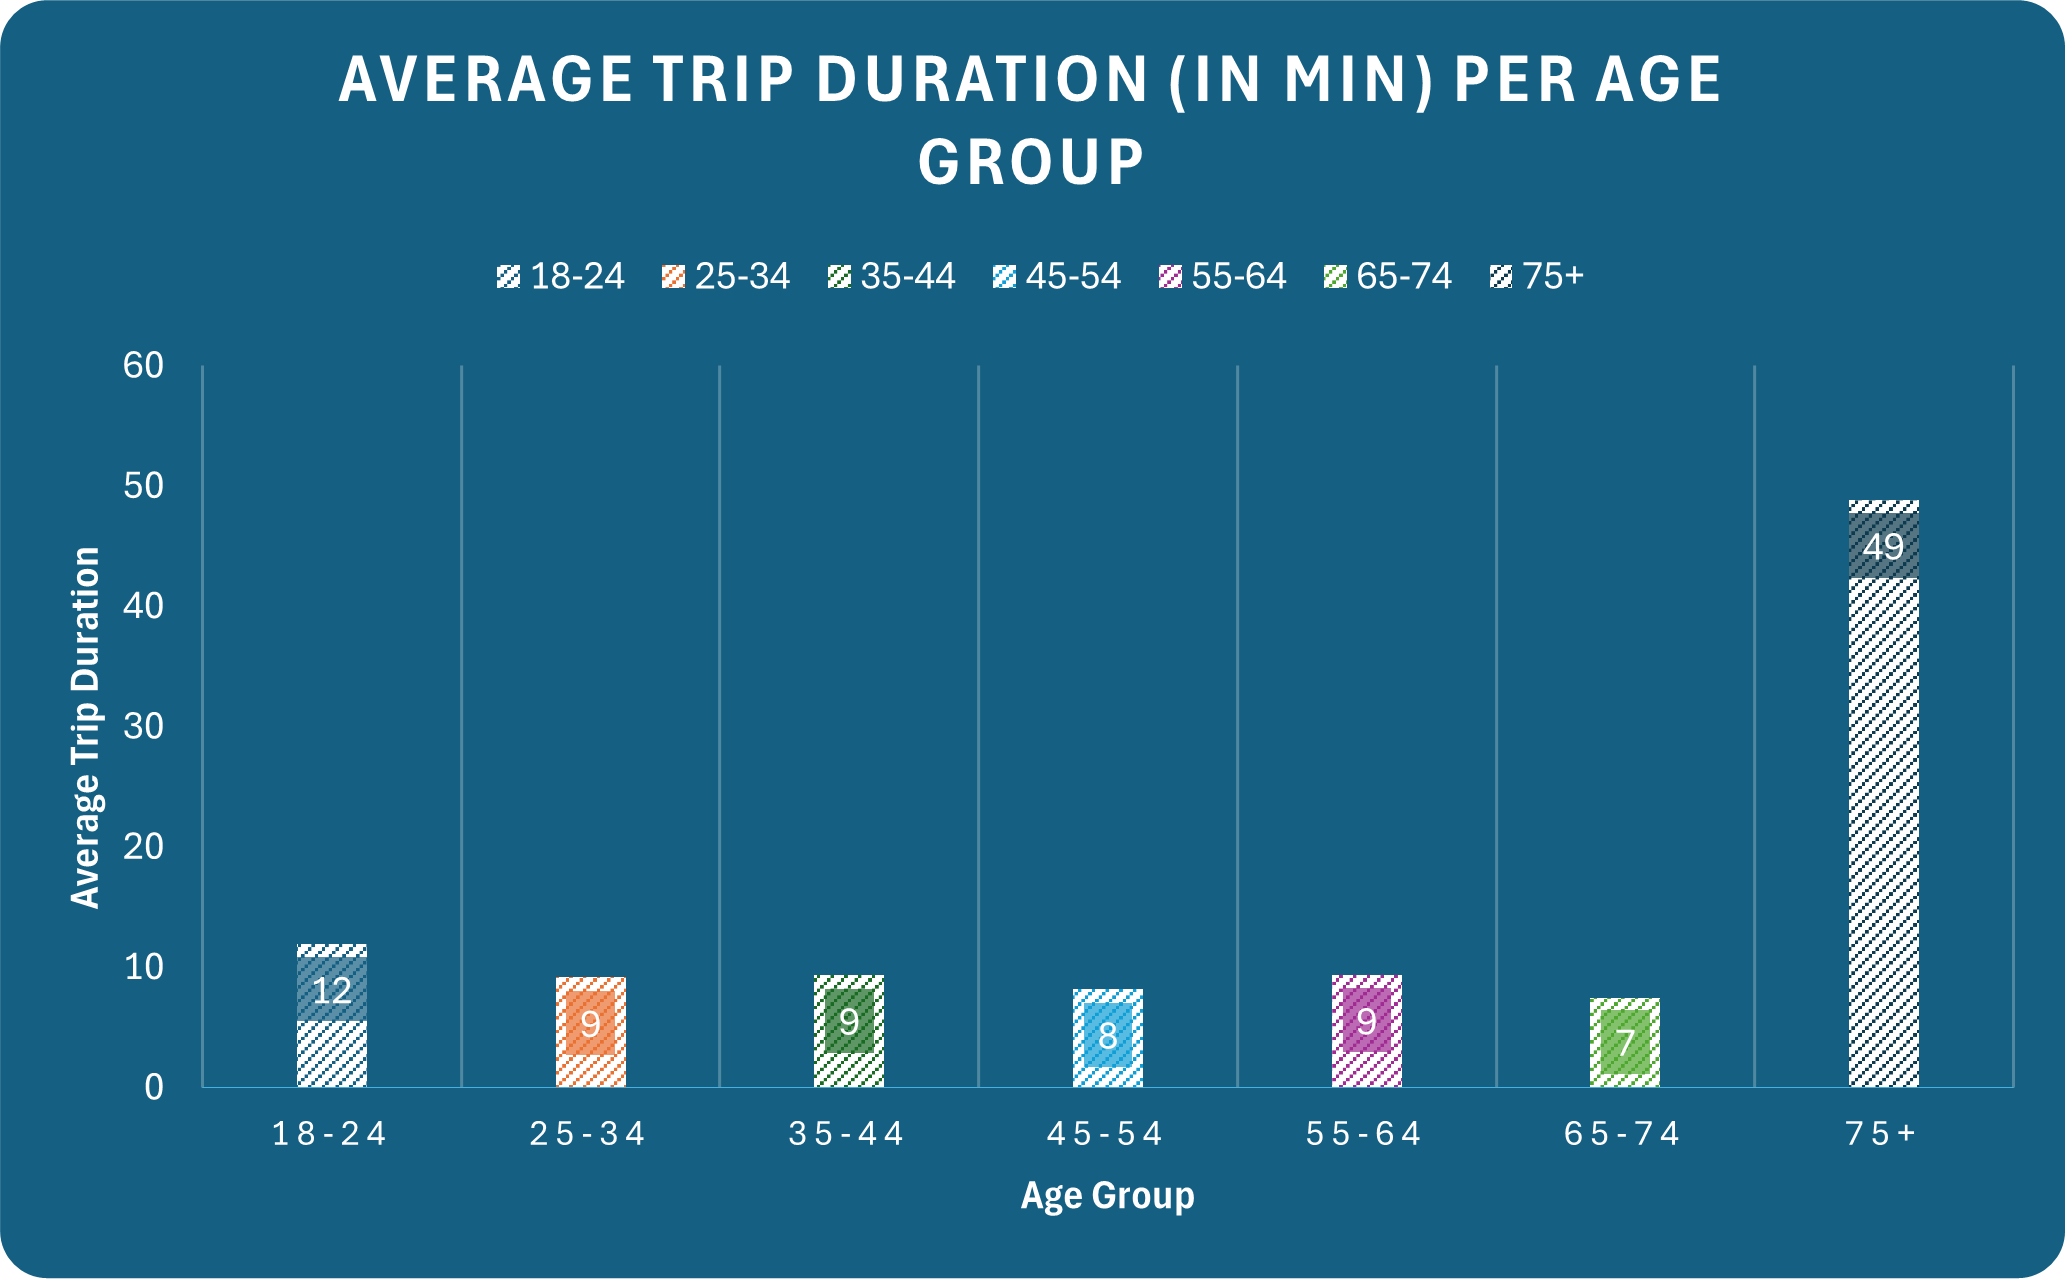 AVERAGE TRIP DURATION (IN MIN) PER AGE
GROUP
18-24 25-34 35-44 45-54 55-64 65-74 75+
60
50
40
30
20
10
0
Average Trip Duration
12 9 9 8 9 7 49
18-24 25-34 35-44 45-54 55-64 65-74 75+
Age Group